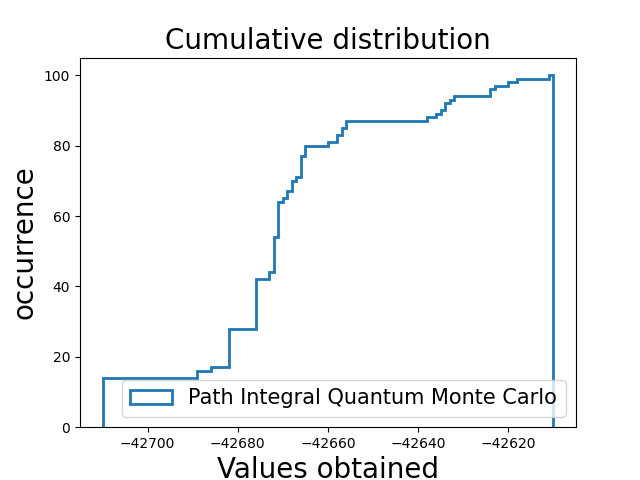 Cumulative distribution
100
80
60
40
20
0
occurrence
Path Integral Quantum Monte Carlo
−42700 −42680 −42660 −42640 −42620
Values obtained